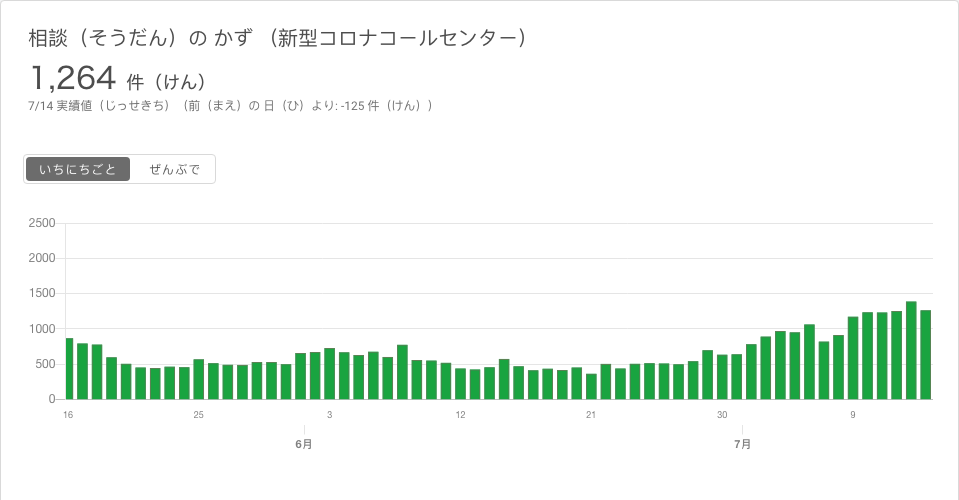 相談（そうだん）の かず （新型コロナコールセンター）
1,264 件（けん）
7/14 実績値（じっせきち）（前（まえ）の 日（ひ）より: -125 件（けん））
いちにちごと ぜんぶで
2500
2000
1500
1000
500
0
16 25 3 12 21 30 9
6月 7月